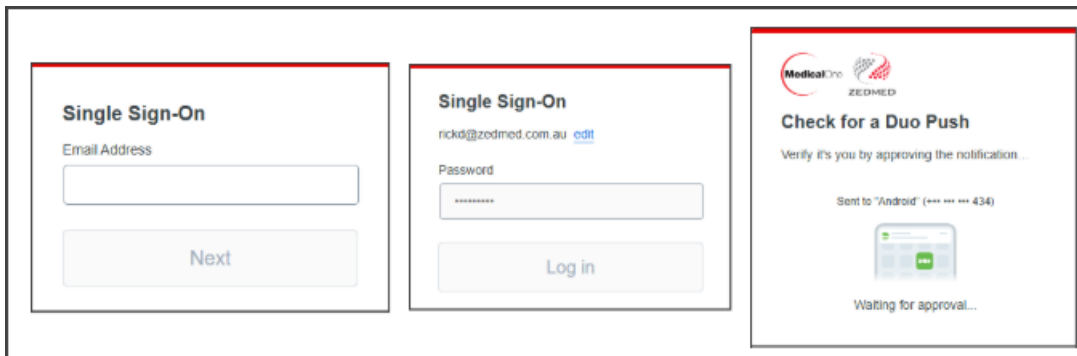 Single Sign-On
Email Address
Next
Single Sign-On
rickd@zedmed.com.au edit
Password
•••••••••
Log in
MedicalOne
ZEDMED
Check for a Duo Push
Verify it's you by approving the notification...
Sent to "Android" (••• ••• ••• 434)
Waiting for approval...